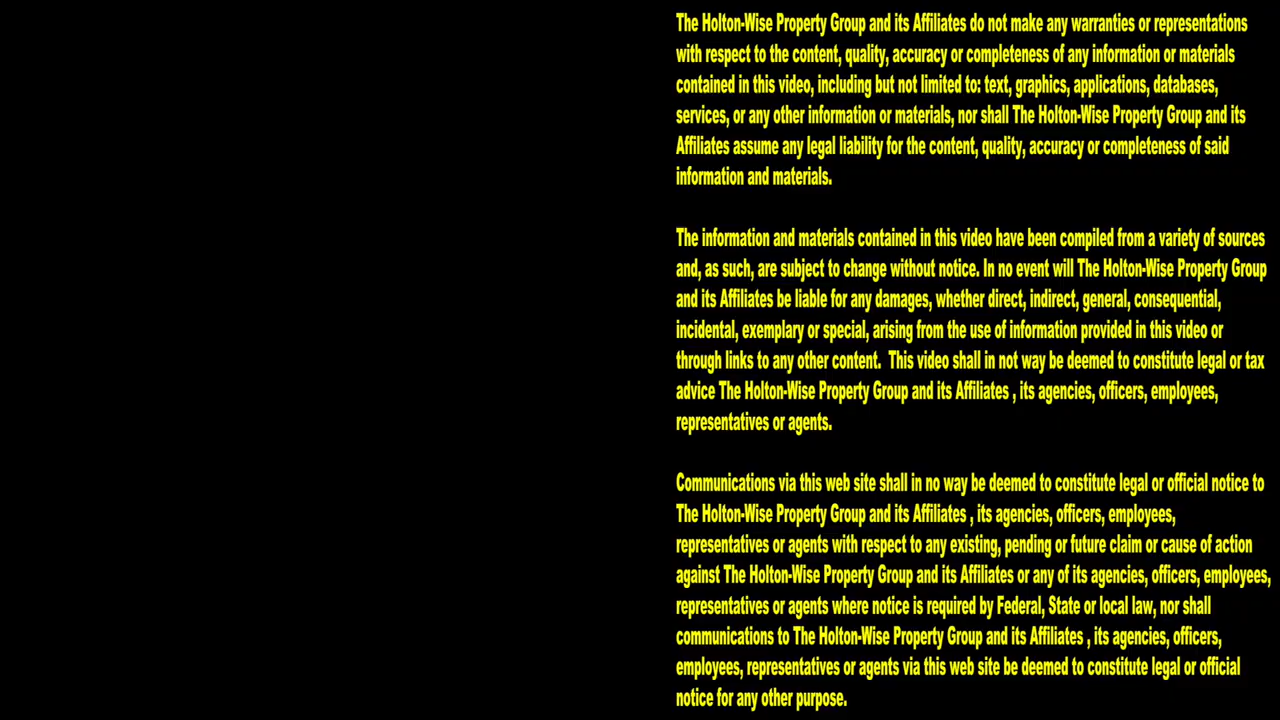 The Holton-Wise Property Group and its Affiliates do not make any warranties or representations
with respect to the content, quality, accuracy or completeness of any information or materials
contained in this video, including but not limited to: text, graphics, applications, databases,
services, or any other information or materials, nor shall The Holton-Wise Property Group and its
Affiliates assume any legal liability for the content, quality, accuracy or completeness of said
information and materials.
The information and materials contained in this video have been compiled from a variety of sources
and, as such, are subject to change without notice. In no event will The Holton-Wise Property Group
and its Affiliates be liable for any damages, whether direct, indirect, general, consequential,
incidental, exemplary or special, arising from the use of information provided in this video or
through links to any other content.  This video shall in not way be deemed to constitute legal or tax
advice The Holton-Wise Property Group and its Affiliates , its agencies, officers, employees,
representatives or agents.
Communications via this web site shall in no way be deemed to constitute legal or official notice to
The Holton-Wise Property Group and its Affiliates , its agencies, officers, employees,
representatives or agents with respect to any existing, pending or future claim or cause of action
against The Holton-Wise Property Group and its Affiliates or any of its agencies, officers, employees,
representatives or agents where notice is required by Federal, State or local law, nor shall
communications to The Holton-Wise Property Group and its Affiliates , its agencies, officers,
employees, representatives or agents via this web site be deemed to constitute legal or official
notice for any other purpose.